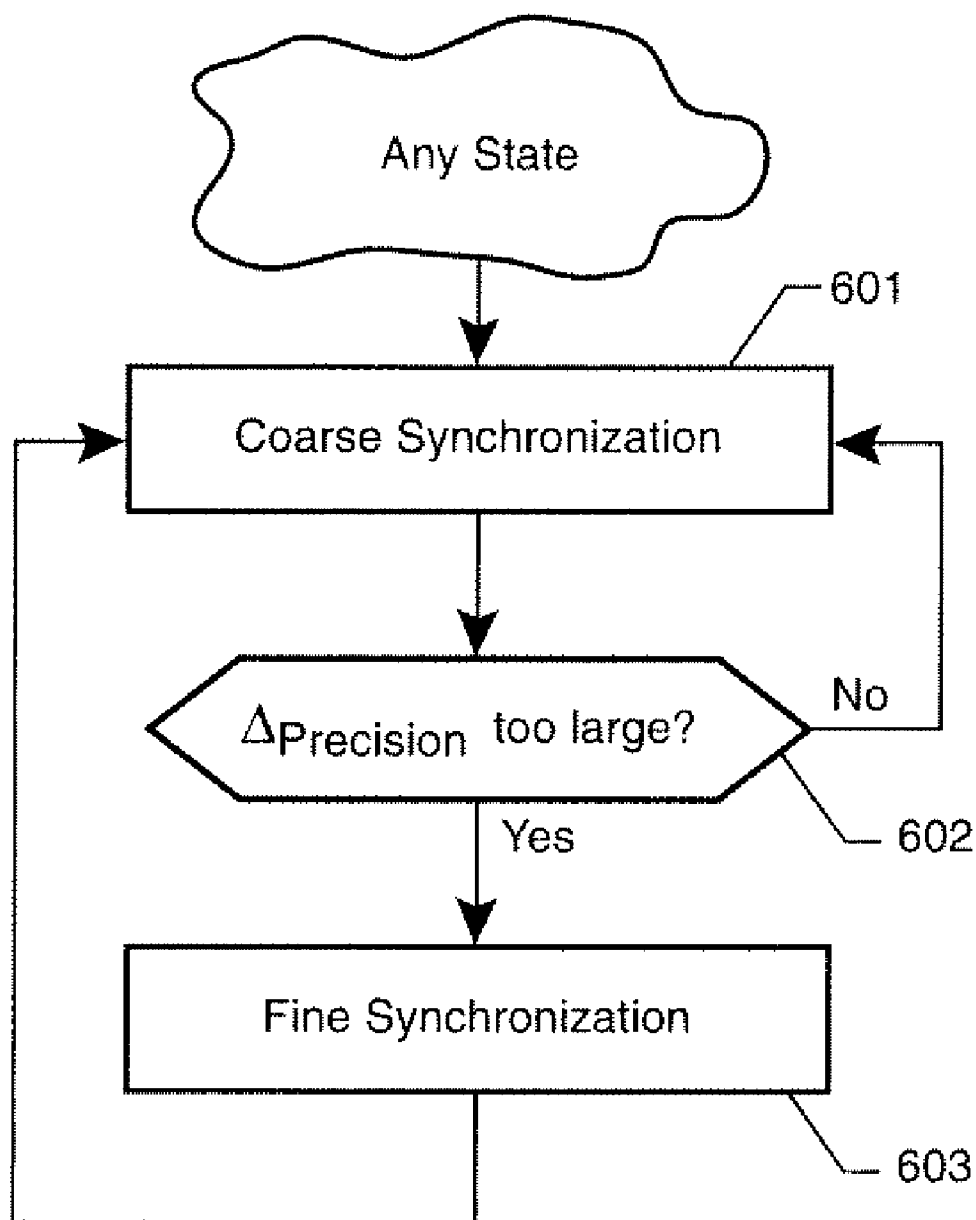 Any State
601
Coarse Synchronization
No
ΔPrecision too large?
602
Yes
Fine Synchronization
603